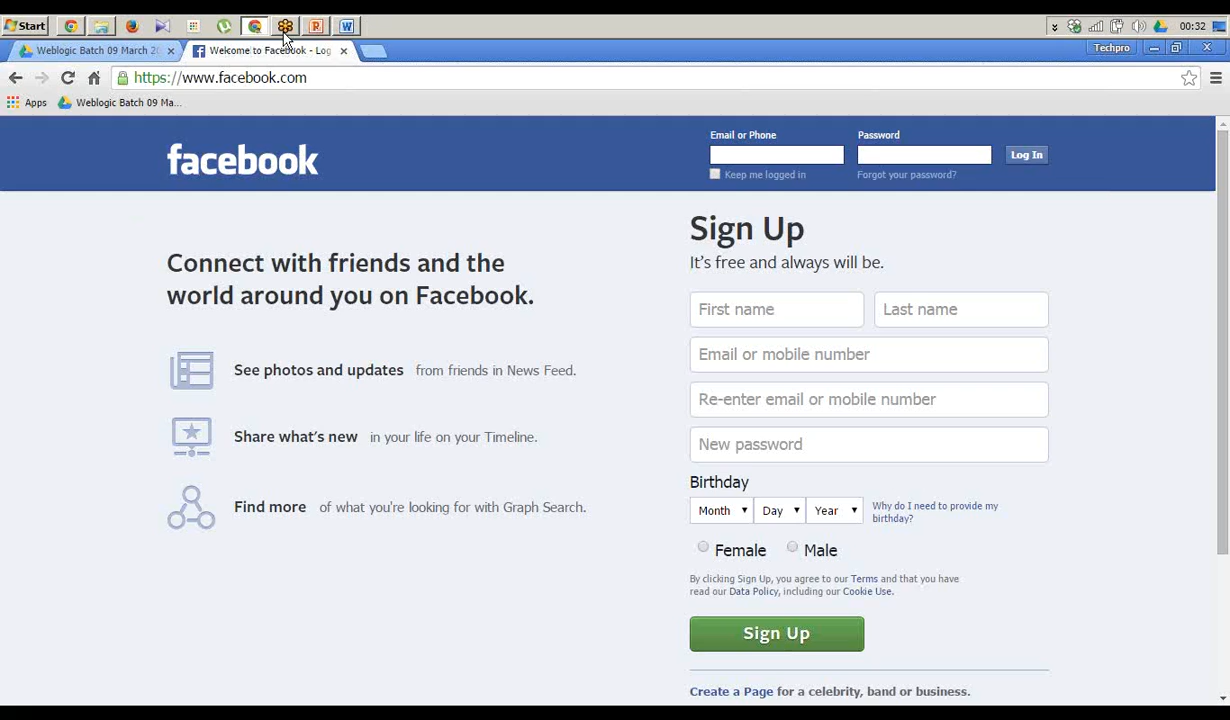 Start
00:32
Weblogic Batch 09 March 20
Welcome to Facebook - Log
Techpro
https://www.facebook.com
Apps
Weblogic Batch 09 Ma...
facebook
Email or Phone
Password
Log In
Keep me logged in
Forgot your password?
Connect with friends and the
world around you on Facebook.
See photos and updates from friends in News Feed.
Share what's new in your life on your Timeline.
Find more of what you're looking for with Graph Search.
Sign Up
It's free and always will be.
First name
Last name
Email or mobile number
Re-enter email or mobile number
New password
Birthday
Month
Day
Year
Why do I need to provide my
birthday?
Female
Male
By clicking Sign Up, you agree to our Terms and that you have
read our Data Policy, including our Cookie Use.
Sign Up
Create a Page for a celebrity, band or business.